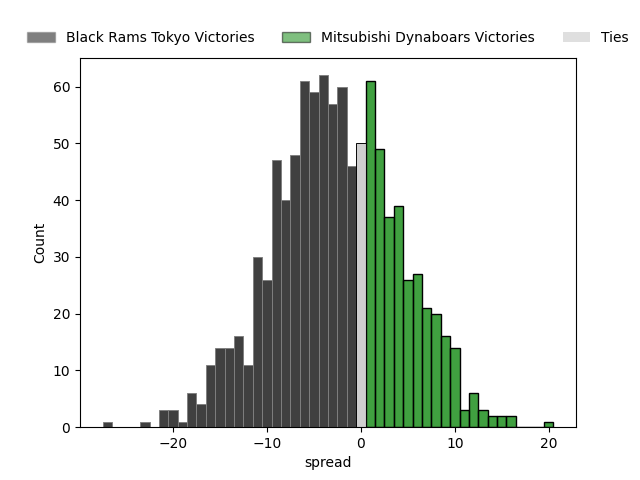 Black Rams Tokyo Victories Mitsubishi Dynaboars Victories Ties
60
50
40
30
20
10
0
Count
−20 −10 0 10 20
spread